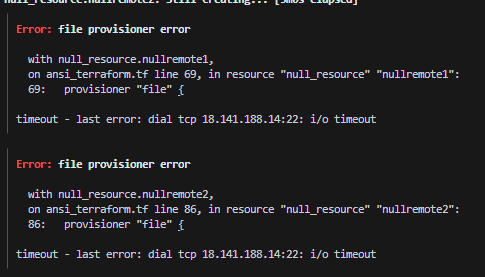 null_resource.nullremote2: Still creating... [5m0s elapsed]
Error: file provisioner error
with null_resource.nullremote1,
on ansi_terraform.tf line 69, in resource "null_resource" "nullremote1":
69: provisioner "file" {
timeout - last error: dial tcp 18.141.188.14:22: i/o timeout
Error: file provisioner error
with null_resource.nullremote2,
on ansi_terraform.tf line 86, in resource "null_resource" "nullremote2":
86: provisioner "file" {
timeout - last error: dial tcp 18.141.188.14:22: i/o timeout